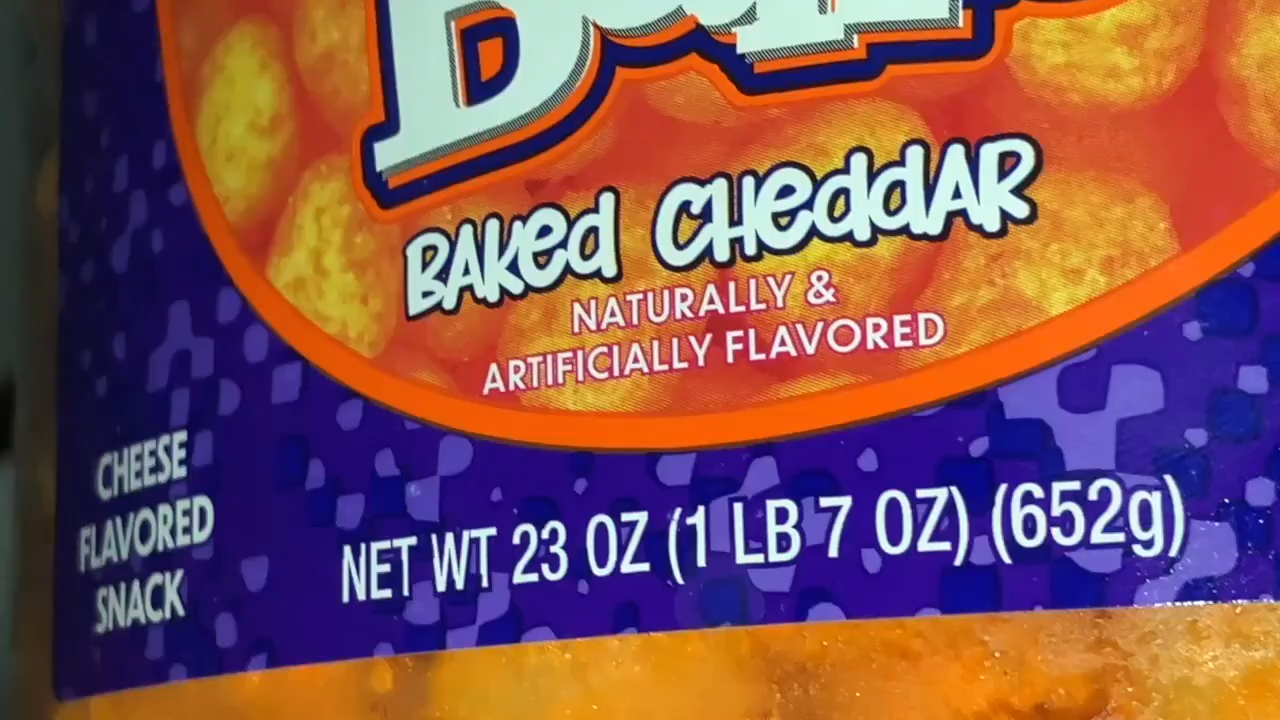 BAKed CHeddAR
NATURALLY &
ARTIFICIALLY FLAVORED
CHEESE
FLAVORED
SNACK
NET WT 23 OZ (1 LB 7 OZ) (652g)